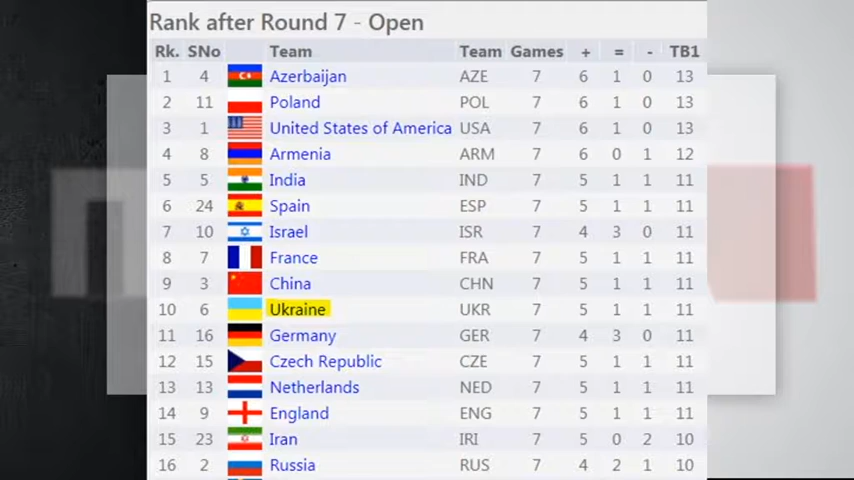 Rank after Round 7 - Open
Rk. SNo Team Team Games + = - TB1
1 4 Azerbaijan AZE 7 6 1 0 13
2 11 Poland POL 7 6 1 0 13
3 1 United States of America USA 7 6 1 0 13
4 8 Armenia ARM 7 6 0 1 12
5 5 India IND 7 5 1 1 11
6 24 Spain ESP 7 5 1 1 11
7 10 Israel ISR 7 4 3 0 11
8 7 France FRA 7 5 1 1 11
9 3 China CHN 7 5 1 1 11
10 6 Ukraine UKR 7 5 1 1 11
11 16 Germany GER 7 4 3 0 11
12 15 Czech Republic CZE 7 5 1 1 11
13 13 Netherlands NED 7 5 1 1 11
14 9 England ENG 7 5 1 1 11
15 23 Iran IRI 7 5 0 2 10
16 2 Russia RUS 7 4 2 1 10